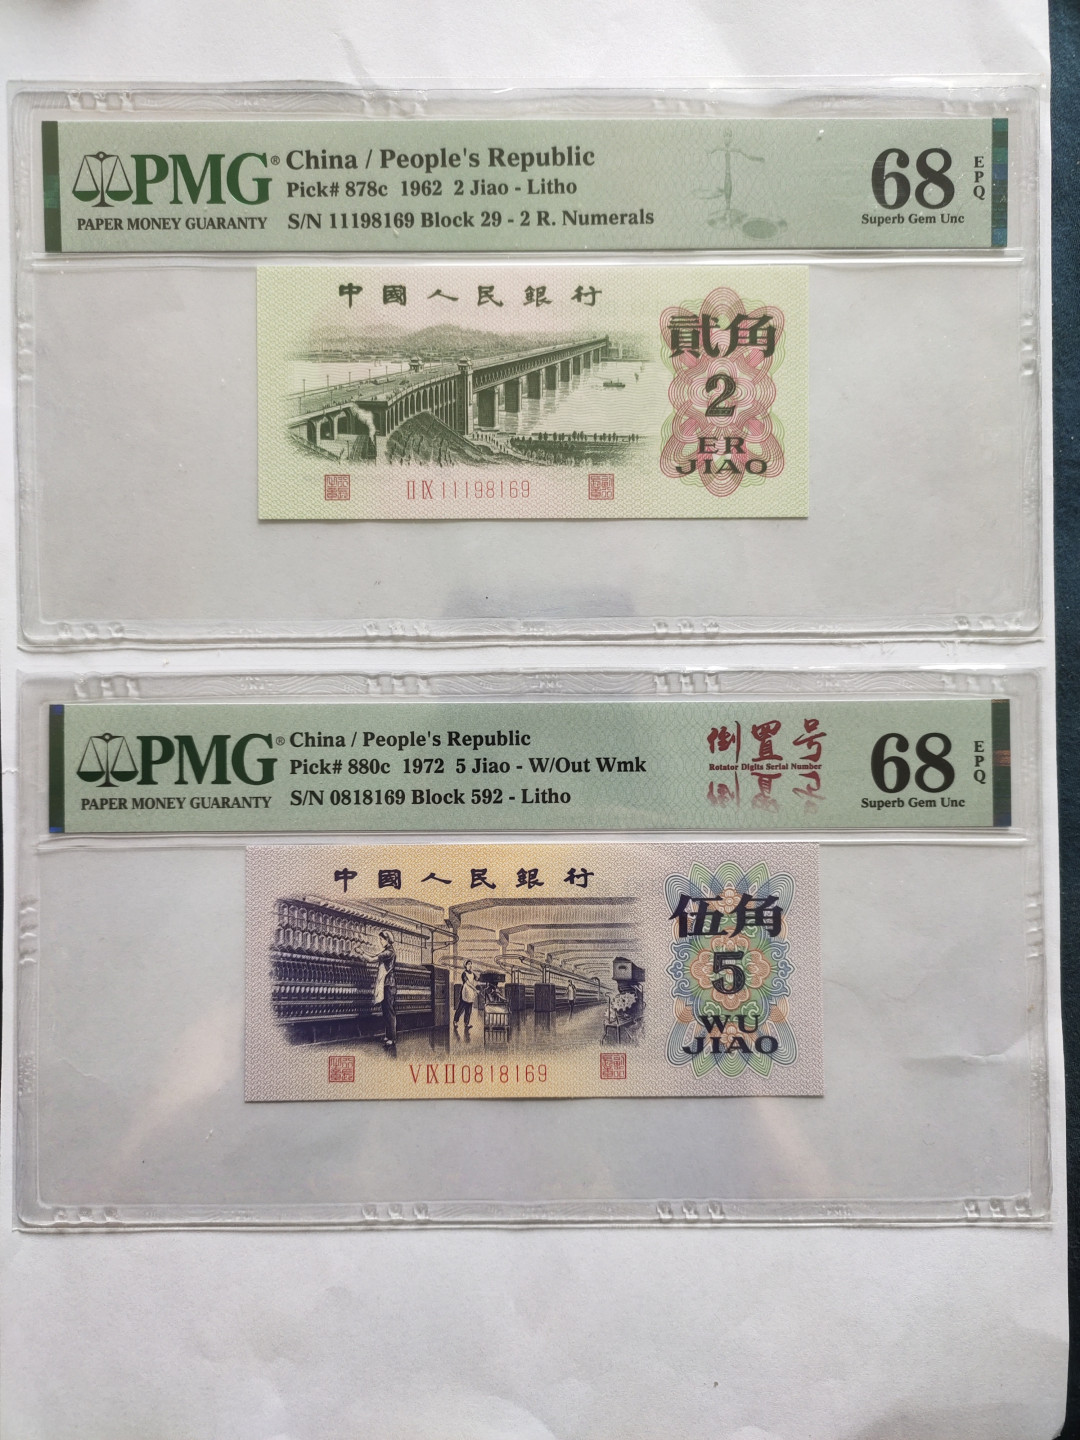 PMG®
PAPER MONEY GUARANTY
China / People's Republic
Pick# 878c 1962 2 Jiao - Litho
S/N 11198169 Block 29 - 2 R. Numerals
68
EPQ
Superb Gem Unc
中國人民銀行
貳角
2
ER
JIAO
II IX 11198169
PMG®
PAPER MONEY GUARANTY
China / People's Republic
Pick# 880c 1972 5 Jiao - W/Out Wmk
S/N 0818169 Block 592 - Litho
倒置号
Rotator Digits Serial Number
68
EPQ
Superb Gem Unc
中國人民銀行
伍角
5
WU
JIAO
V IX II 0818169